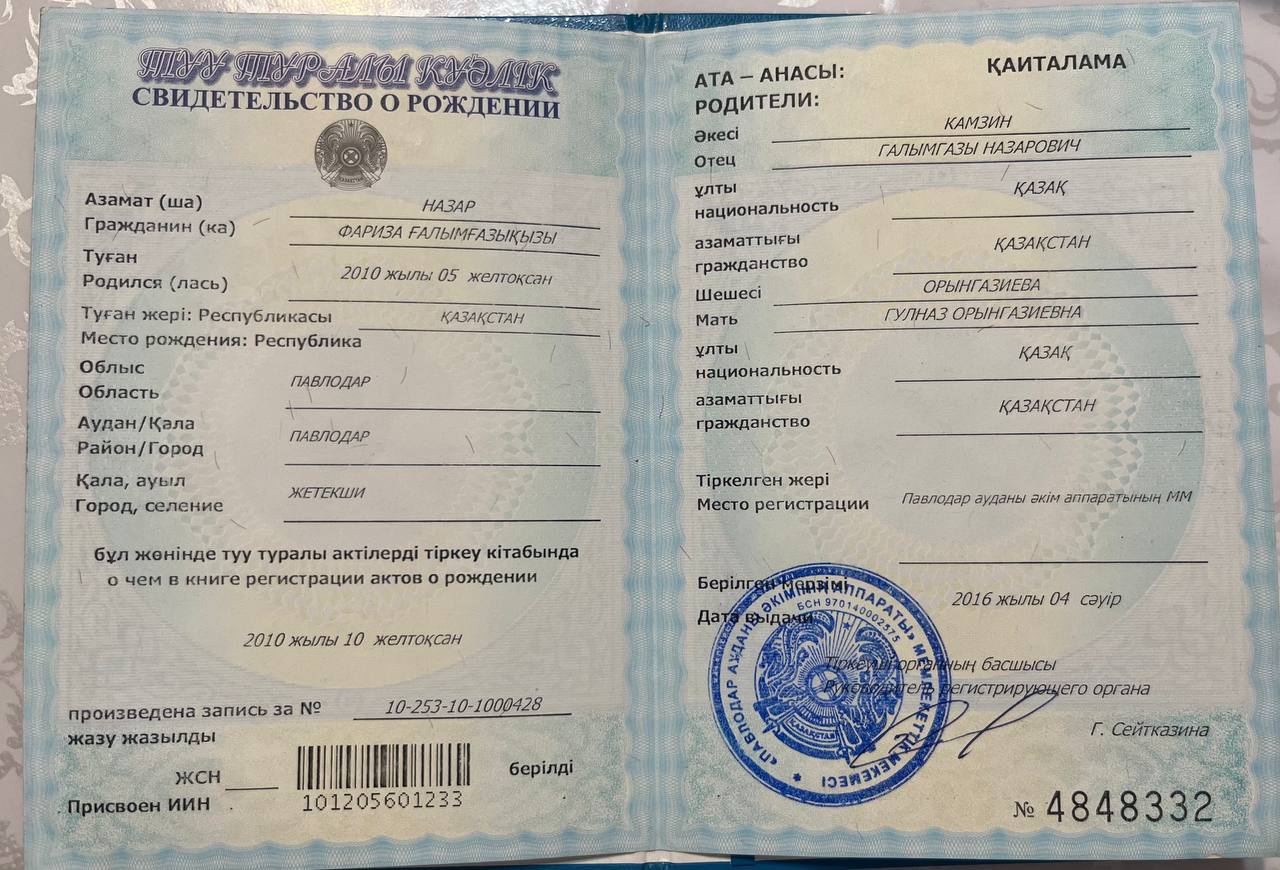 ТУУ ТУРАЛЫ КУӘЛІК
СВИДЕТЕЛЬСТВО О РОЖДЕНИИ
ҚАЗАҚСТАН
Азамат (ша)
НАЗАР
Гражданин (ка)
ФАРИЗА ҒАЛЫМҒАЗЫҚЫЗЫ
Туған
2010 жылы 05 желтоқсан
Родился (лась)
Туған жері: Республикасы ҚАЗАҚСТАН
Место рождения: Республика
Облыс
ПАВЛОДАР
Область
Аудан/Қала
ПАВЛОДАР
Район/Город
Қала, ауыл
ЖЕТЕКШИ
Город, селение
бұл жөнінде туу туралы актілерді тіркеу кітабында
о чем в книге регистрации актов о рождении
2010 жылы 10 желтоқсан
произведена запись за № 10-253-10-1000428
жазу жазылды
ЖСН
берілді
Присвоен ИИН
101205601233
АТА – АНАСЫ: ҚАИТАЛАМА
РОДИТЕЛИ:
Әкесі
КАМЗИН
Отец
ГАЛЫМГАЗЫ НАЗАРОВИЧ
ұлты
ҚАЗАҚ
национальность
азаматтығы
ҚАЗАҚСТАН
гражданство
Шешесі
ОРЫНГАЗИЕВА
Мать
ГУЛНАЗ ОРЫНГАЗИЕВНА
ұлты
ҚАЗАҚ
национальность
азаматтығы
ҚАЗАҚСТАН
гражданство
Тіркелген жері
Место регистрации
Павлодар ауданы әкім аппаратының ММ
Берілген мерзімі
2016 жылы 04 сәуір
Дата выдачи
Тіркеуші органның басшысы
Руководитель регистрирующего органа
Г. Сейтказина
«ПАВЛОДАР АУДАНЫ ӘКІМІНІҢ АППАРАТЫ» МЕМЛЕКЕТТІК МЕКЕМЕСІ
БСН 970140002575
ҚАЗАҚСТАН
№ 4848332